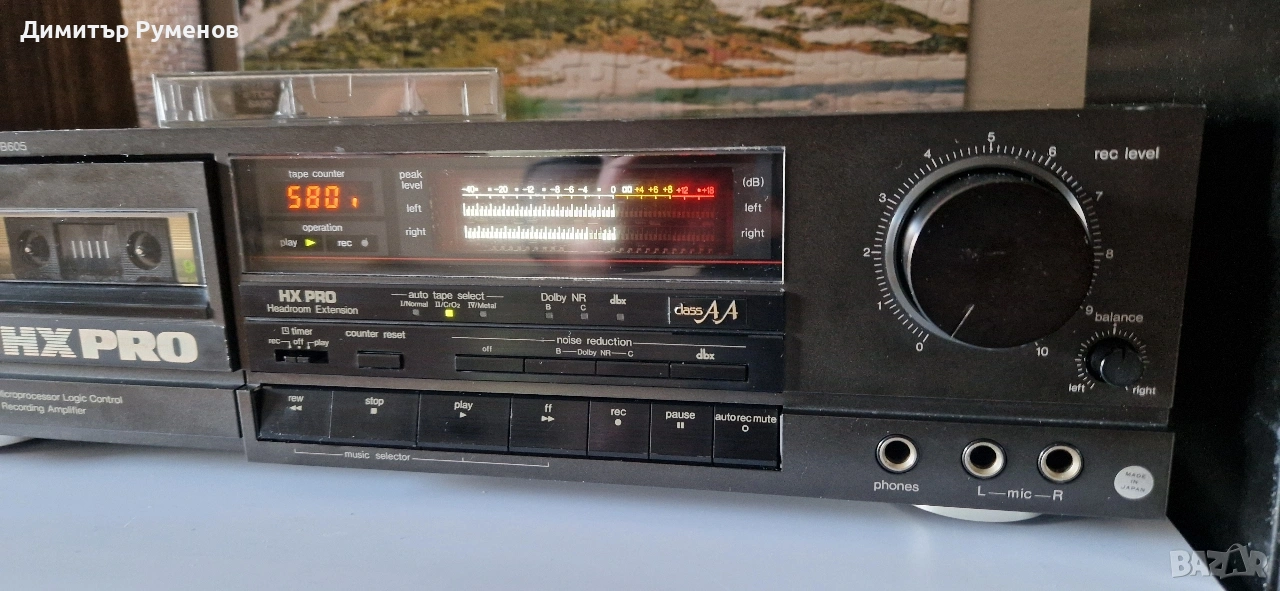 Димитър Руменов
B605
tape counter
580
operation
play rec
peak level
-40 -20 -12 -8 -6 -4 0 +4 +6 +8 +12 +18
(dB)
left left
right right
rec level
0 1 2 3 4 5 6 7 8 9 10
balance
left right
HX PRO
Headroom Extension
auto tape select
I/Normal II/CrO₂ IV/Metal
Dolby NR
B C
dbx
class AA
HX PRO
timer
rec off play
counter reset
noise reduction
off B—Dolby NR—C dbx
Microprocessor Logic Control
Recording Amplifier
rew stop play ff rec pause auto rec mute
music selector
phones
L—mic—R
MADE IN JAPAN
BAZAR